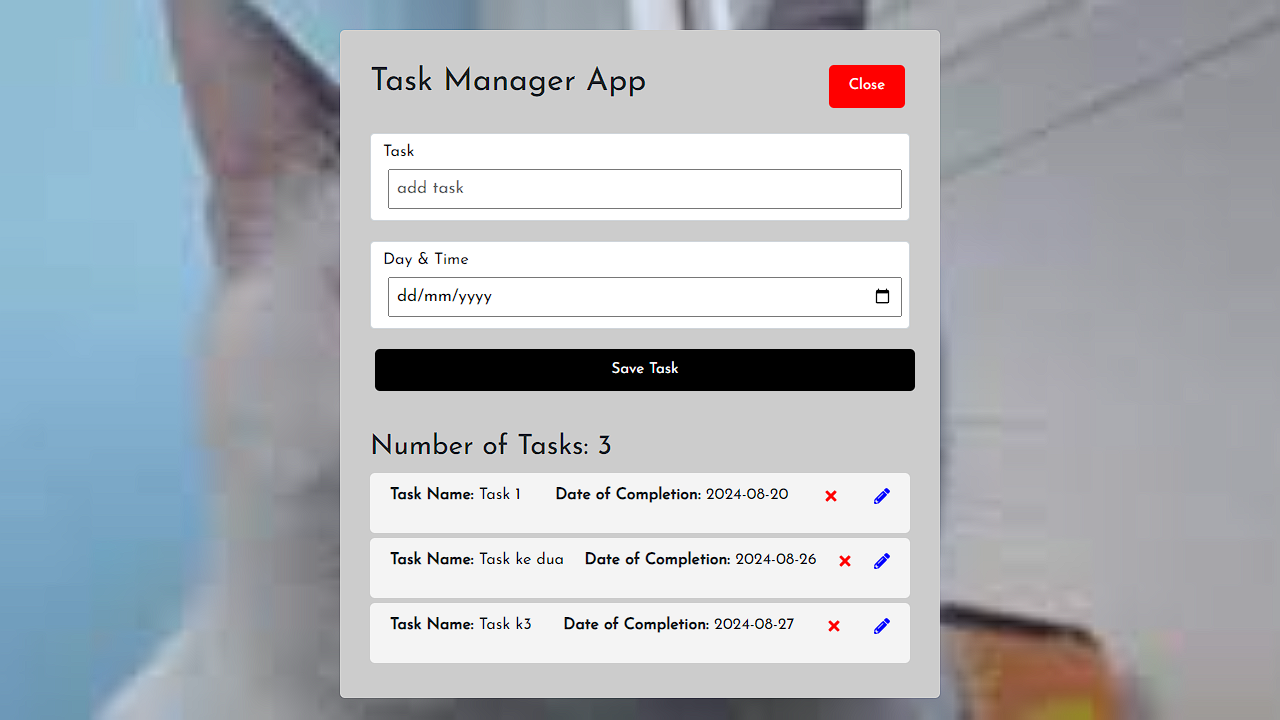 Task Manager App
Close
Task
add task
Day & Time
dd/mm/yyyy
Save Task
Number of Tasks: 3
Task Name: Task 1 Date of Completion: 2024-08-20
Task Name: Task ke dua Date of Completion: 2024-08-26
Task Name: Task k3 Date of Completion: 2024-08-27